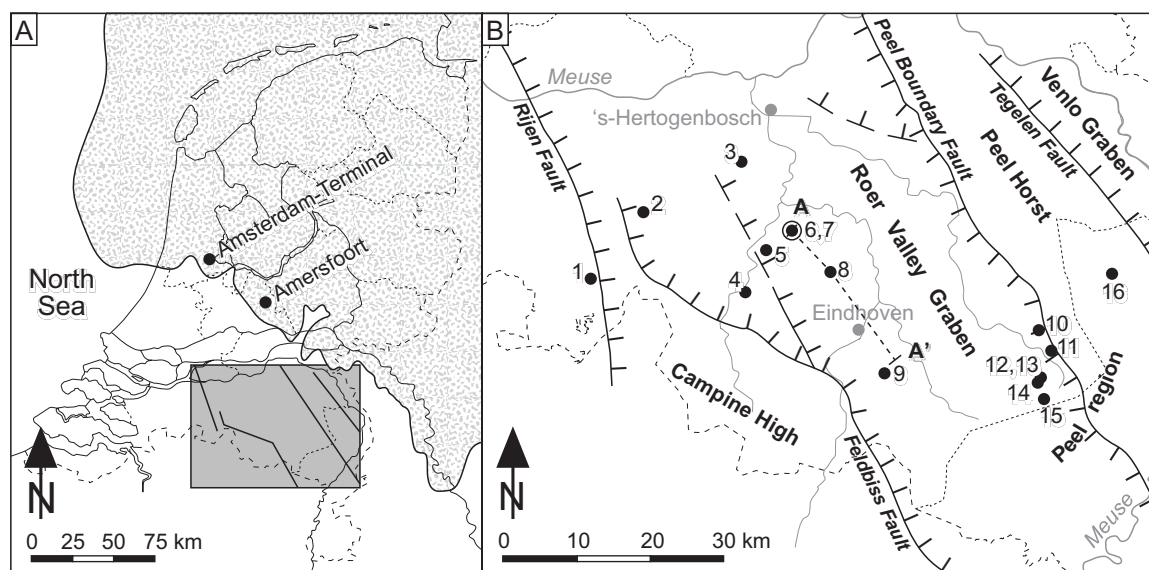 A
Amsterdam-Terminal
Amersfoort
North
Sea
N
0 25 50 75 km
B
Meuse
's-Hertogenbosch
Rijen Fault
Peel Boundary Fault
Tegelen Fault
Venlo Graben
Peel Horst
Roer Valley Graben
3
2
A
6,7
5
1
4
8
16
Eindhoven
10
11
A'
9
12,13
14
15
Campine High
Peel region
Feldbiss Fault
Meuse
N
0 10 20 30 km